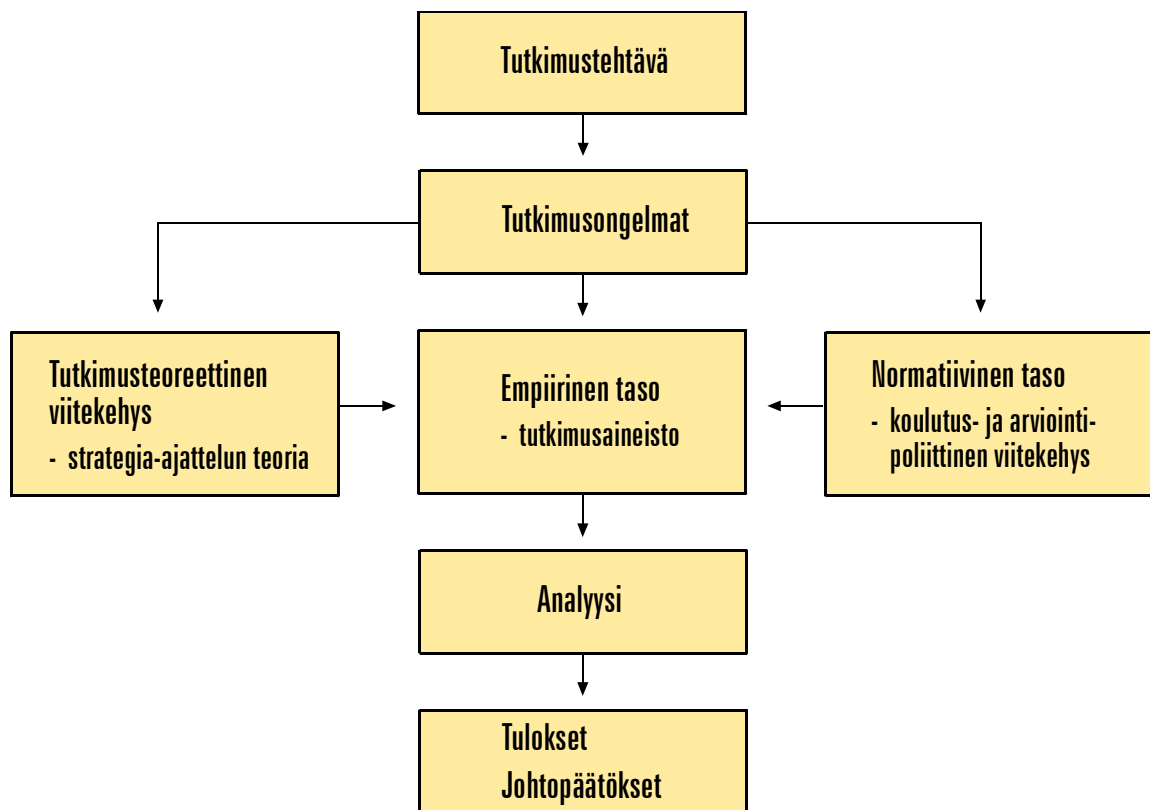 Tutkimustehtävä
Tutkimusongelmat
Tutkimusteoreettinen
viitekehys
- strategia-ajattelun teoria
Empiirinen taso
- tutkimusaineisto
Normatiivinen taso
- koulutus- ja arviointi-
poliittinen viitekehys
Analyysi
Tulokset
Johtopäätökset